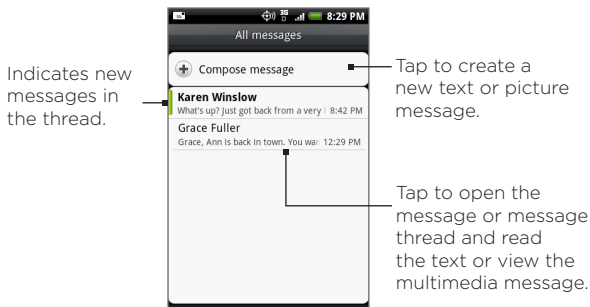 3G 8:29 PM
All messages
Compose message
Karen Winslow
What's up? Just got back from a very 8:42 PM
Grace Fuller
Grace, Ann is back in town. You wan 12:29 PM
Indicates new
messages in
the thread.
Tap to create a
new text or picture
message.
Tap to open the
message or message
thread and read
the text or view the
multimedia message.